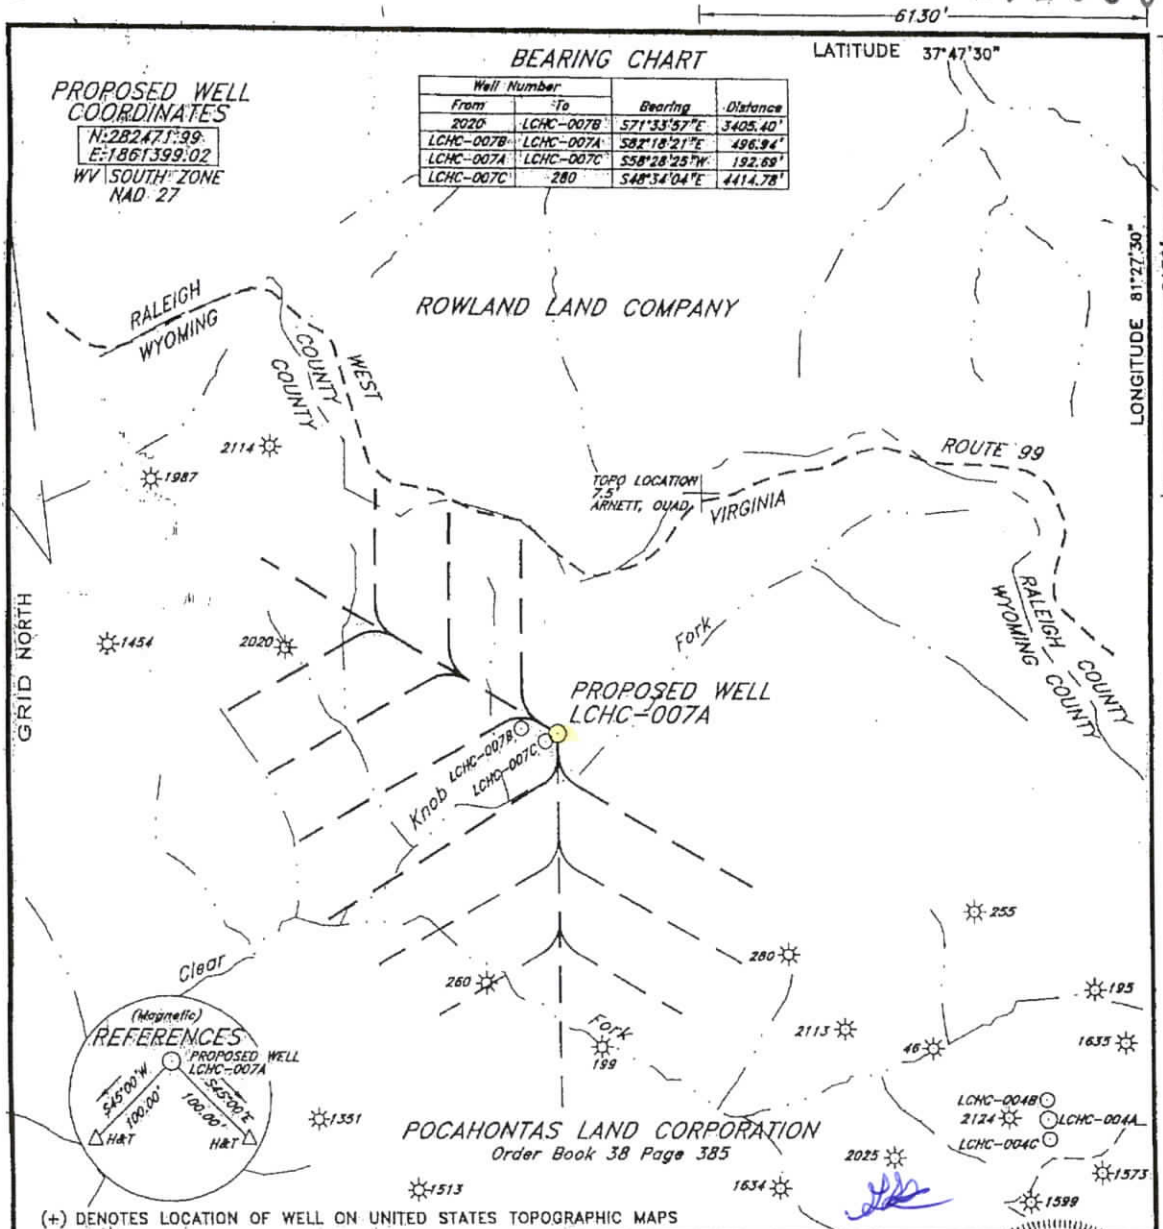 6130'
LATITUDE 37°47'30"
BEARING CHART
Well Number
From To Bearing Distance
2020 LCHC-007B S71°33'57"E 3405.40'
LCHC-007B LCHC-007A S82°18'21"E 496.94'
LCHC-007A LCHC-007C S58°28'25"W 192.69'
LCHC-007C 280 S48°34'04"E 4414.78'
PROPOSED WELL
COORDINATES
N:282471.99
E:1861399.02
WV SOUTH ZONE
NAD 27
LONGITUDE 81°27'30"
ROWLAND LAND COMPANY
RALEIGH
WYOMING
COUNTY
COUNTY
WEST
2114
1987
TOPO LOCATION
7.5'
ARNETT, QUAD
VIRGINIA
ROUTE 99
RALEIGH COUNTY
WYOMING COUNTY
GRID NORTH
1454
2020
Fork
PROPOSED WELL
LCHC-007A
LCHC-007B
LCHC-007C
Knob
Clear
255
280
260
195
Fork
199
2113
46
1635
(Magnetic)
REFERENCES
PROPOSED WELL
LCHC-007A
S45°00'W
100.00'
S45°00'E
100.00'
H&T
H&T
1351
POCAHONTAS LAND CORPORATION
Order Book 38 Page 385
LCHC-004B
2124
LCHC-004A
LCHC-004C
2025
1573
1513
1634
1599
(+) DENOTES LOCATION OF WELL ON UNITED STATES TOPOGRAPHIC MAPS